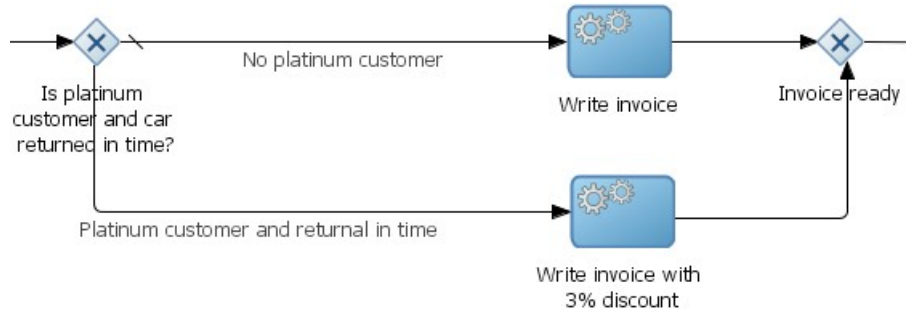 No platinum customer
Is platinum
customer and car
returned in time?
Write invoice
Invoice ready
Platinum customer and returnal in time
Write invoice with
3% discount